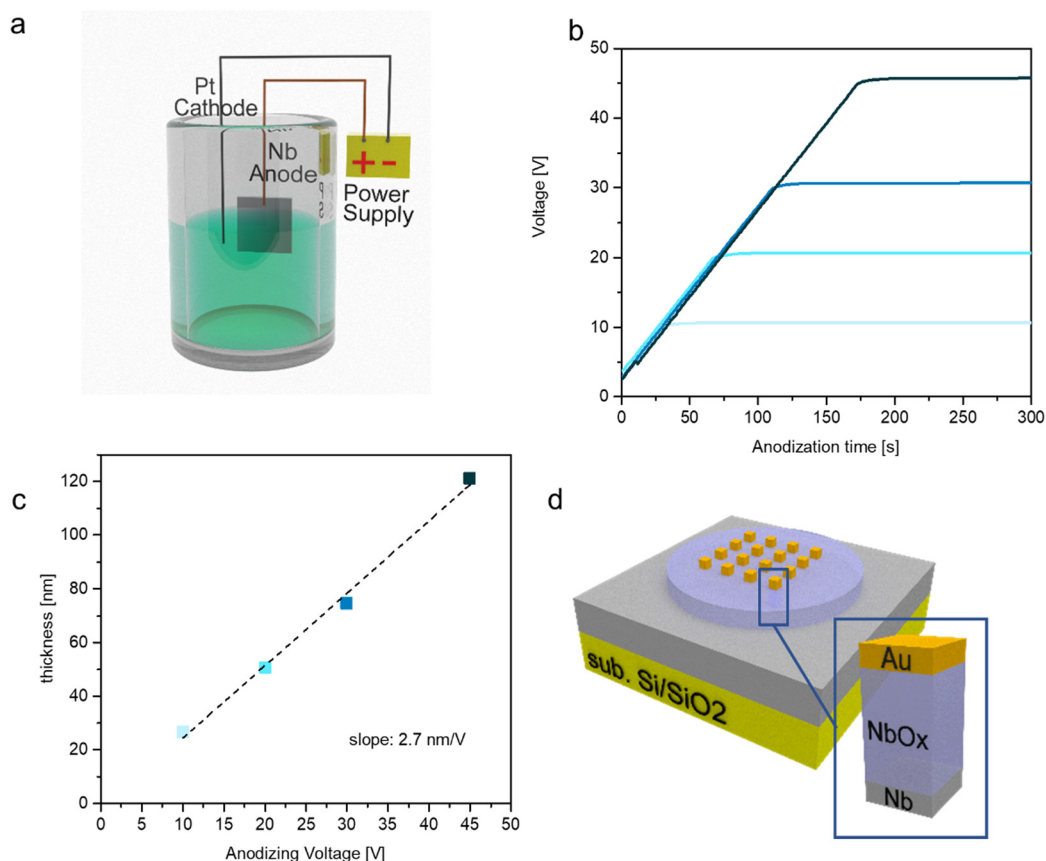 a
Pt
Cathode
Nb
Anode
+ -
Power
Supply
b
50
40
30
20
10
0
Voltage [V]
0 50 100 150 200 250 300
Anodization time [s]
c
120
100
80
60
40
20
0
thickness [nm]
slope: 2.7 nm/V
0 5 10 15 20 25 30 35 40 45 50
Anodizing Voltage [V]
d
sub. Si/SiO2
Au
NbOx
Nb